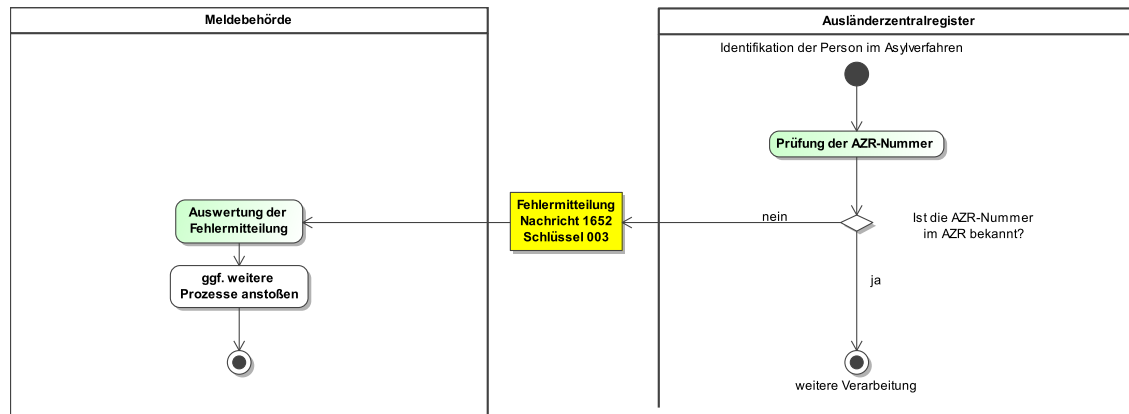 Meldebehörde
Ausländerzentralregister
Identifikation der Person im Asylverfahren
Prüfung der AZR-Nummer
Ist die AZR-Nummer
im AZR bekannt?
nein
ja
Fehlermitteilung
Nachricht 1652
Schlüssel 003
Auswertung der
Fehlermitteilung
ggf. weitere
Prozesse anstoßen
weitere Verarbeitung